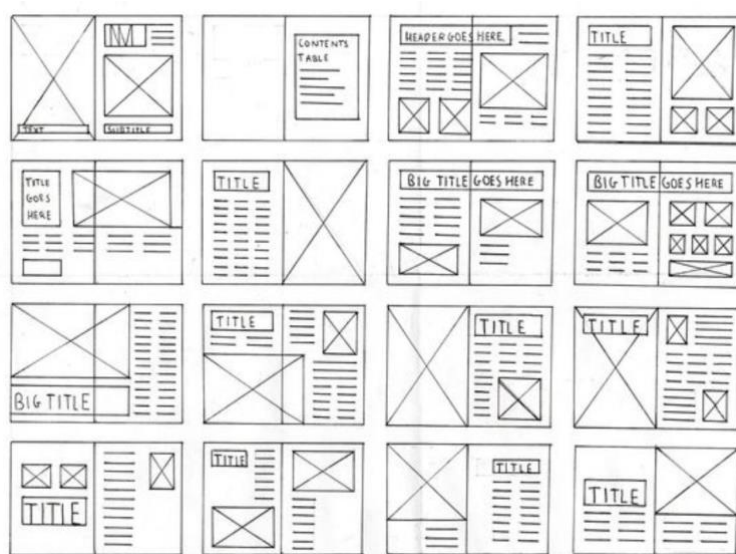 TEXT
SUBTITLE
CONTENTS
TABLE
HEADER GOES HERE
TITLE
TITLE
GOES
HERE
TITLE
BIG TITLE GOES HERE
BIG TITLE GOES HERE
BIG TITLE
TITLE
TITLE
TITLE
TITLE
TITLE
TITLE
TITLE